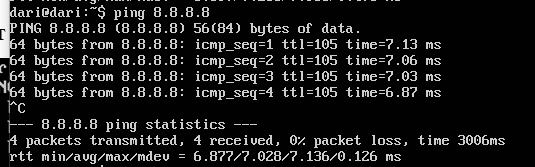 dari@dari:~$ ping 8.8.8.8
PING 8.8.8.8 (8.8.8.8) 56(84) bytes of data.
64 bytes from 8.8.8.8: icmp_seq=1 ttl=105 time=7.13 ms
64 bytes from 8.8.8.8: icmp_seq=2 ttl=105 time=7.06 ms
64 bytes from 8.8.8.8: icmp_seq=3 ttl=105 time=7.03 ms
64 bytes from 8.8.8.8: icmp_seq=4 ttl=105 time=6.87 ms
^C
--- 8.8.8.8 ping statistics ---
4 packets transmitted, 4 received, 0% packet loss, time 3006ms
rtt min/avg/max/mdev = 6.877/7.028/7.136/0.126 ms